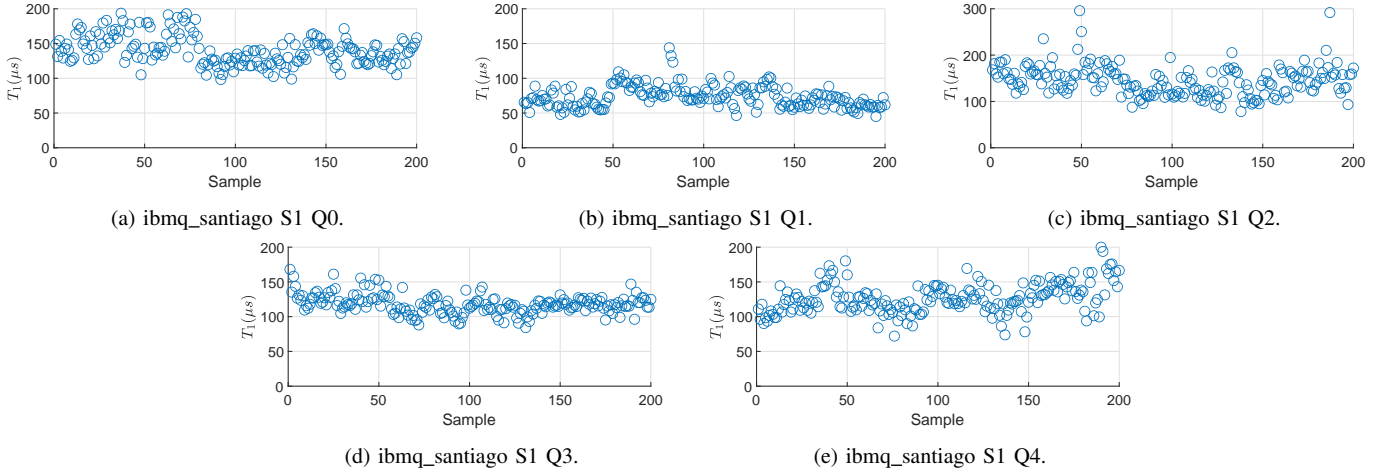 200
150
100
50
0
T₁(μs)
0 50 100 150 200
Sample
(a) ibmq_santiago S1 Q0.
200
150
100
50
0
T₁(μs)
0 50 100 150 200
Sample
(b) ibmq_santiago S1 Q1.
300
200
100
0
T₁(μs)
0 50 100 150 200
Sample
(c) ibmq_santiago S1 Q2.
200
150
100
50
0
T₁(μs)
0 50 100 150 200
Sample
(d) ibmq_santiago S1 Q3.
200
150
100
50
0
T₁(μs)
0 50 100 150 200
Sample
(e) ibmq_santiago S1 Q4.